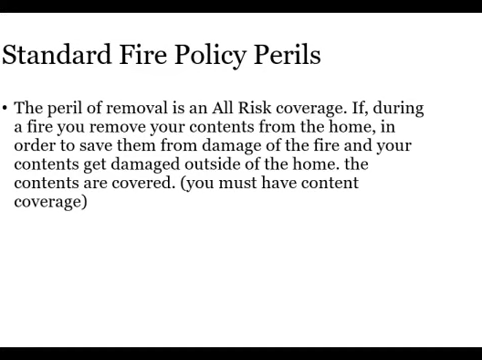 Standard Fire Policy Perils
• The peril of removal is an All Risk coverage. If, during
a fire you remove your contents from the home, in
order to save them from damage of the fire and your
contents get damaged outside of the home. the
contents are covered. (you must have content
coverage)